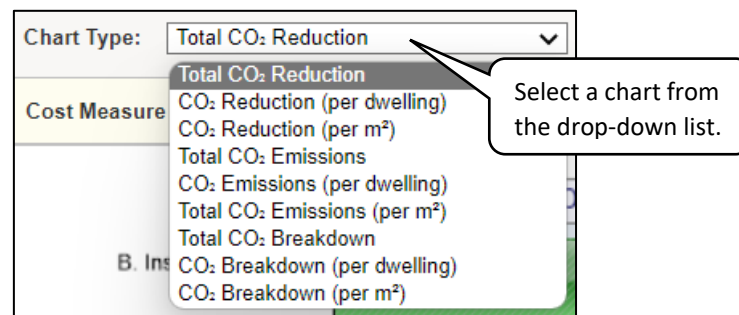 Chart Type: Total CO₂ Reduction
Total CO₂ Reduction
Cost Measure
CO₂ Reduction (per dwelling)
CO₂ Reduction (per m²)
Total CO₂ Emissions
CO₂ Emissions (per dwelling)
Total CO₂ Emissions (per m²)
Total CO₂ Breakdown
B. Ins
CO₂ Breakdown (per dwelling)
CO₂ Breakdown (per m²)
Select a chart from
the drop-down list.